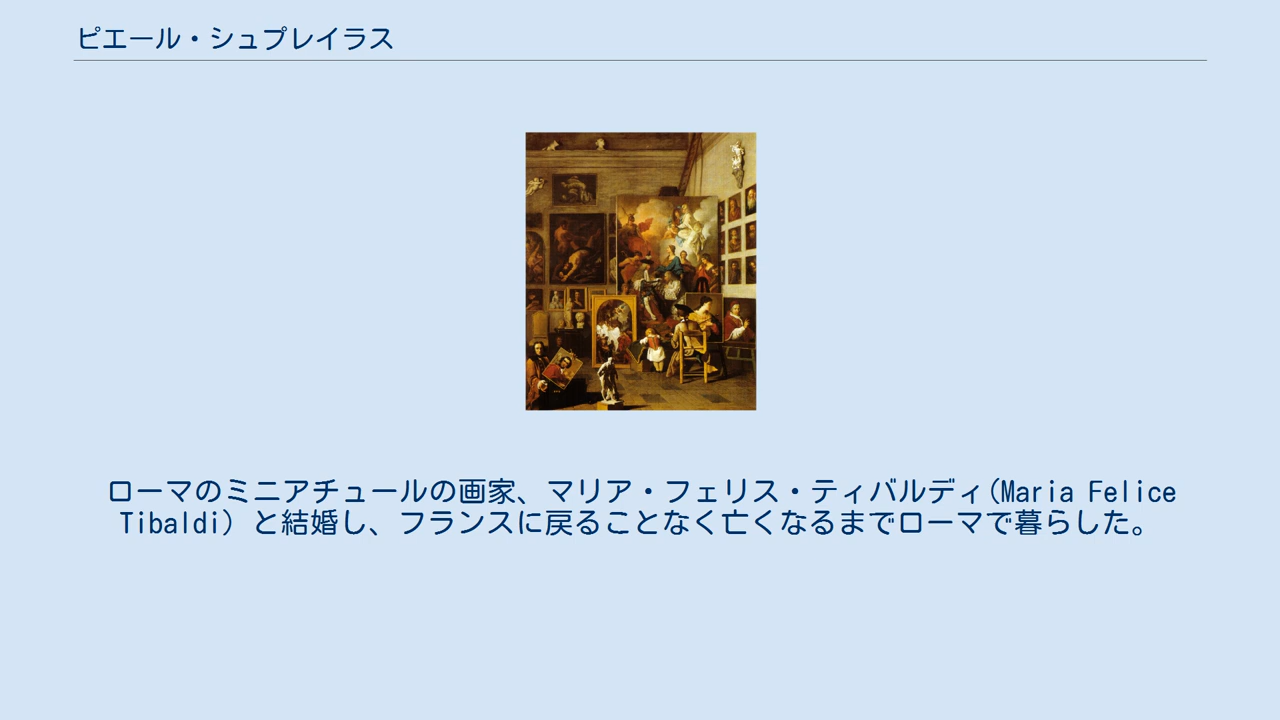 ピエール・シュプレイラス
ローマのミニアチュールの画家、マリア・フェリス・ティバルディ(Maria Felice
Tibaldi) と結婚し、フランスに戻ることなく亡くなるまでローマで暮らした。